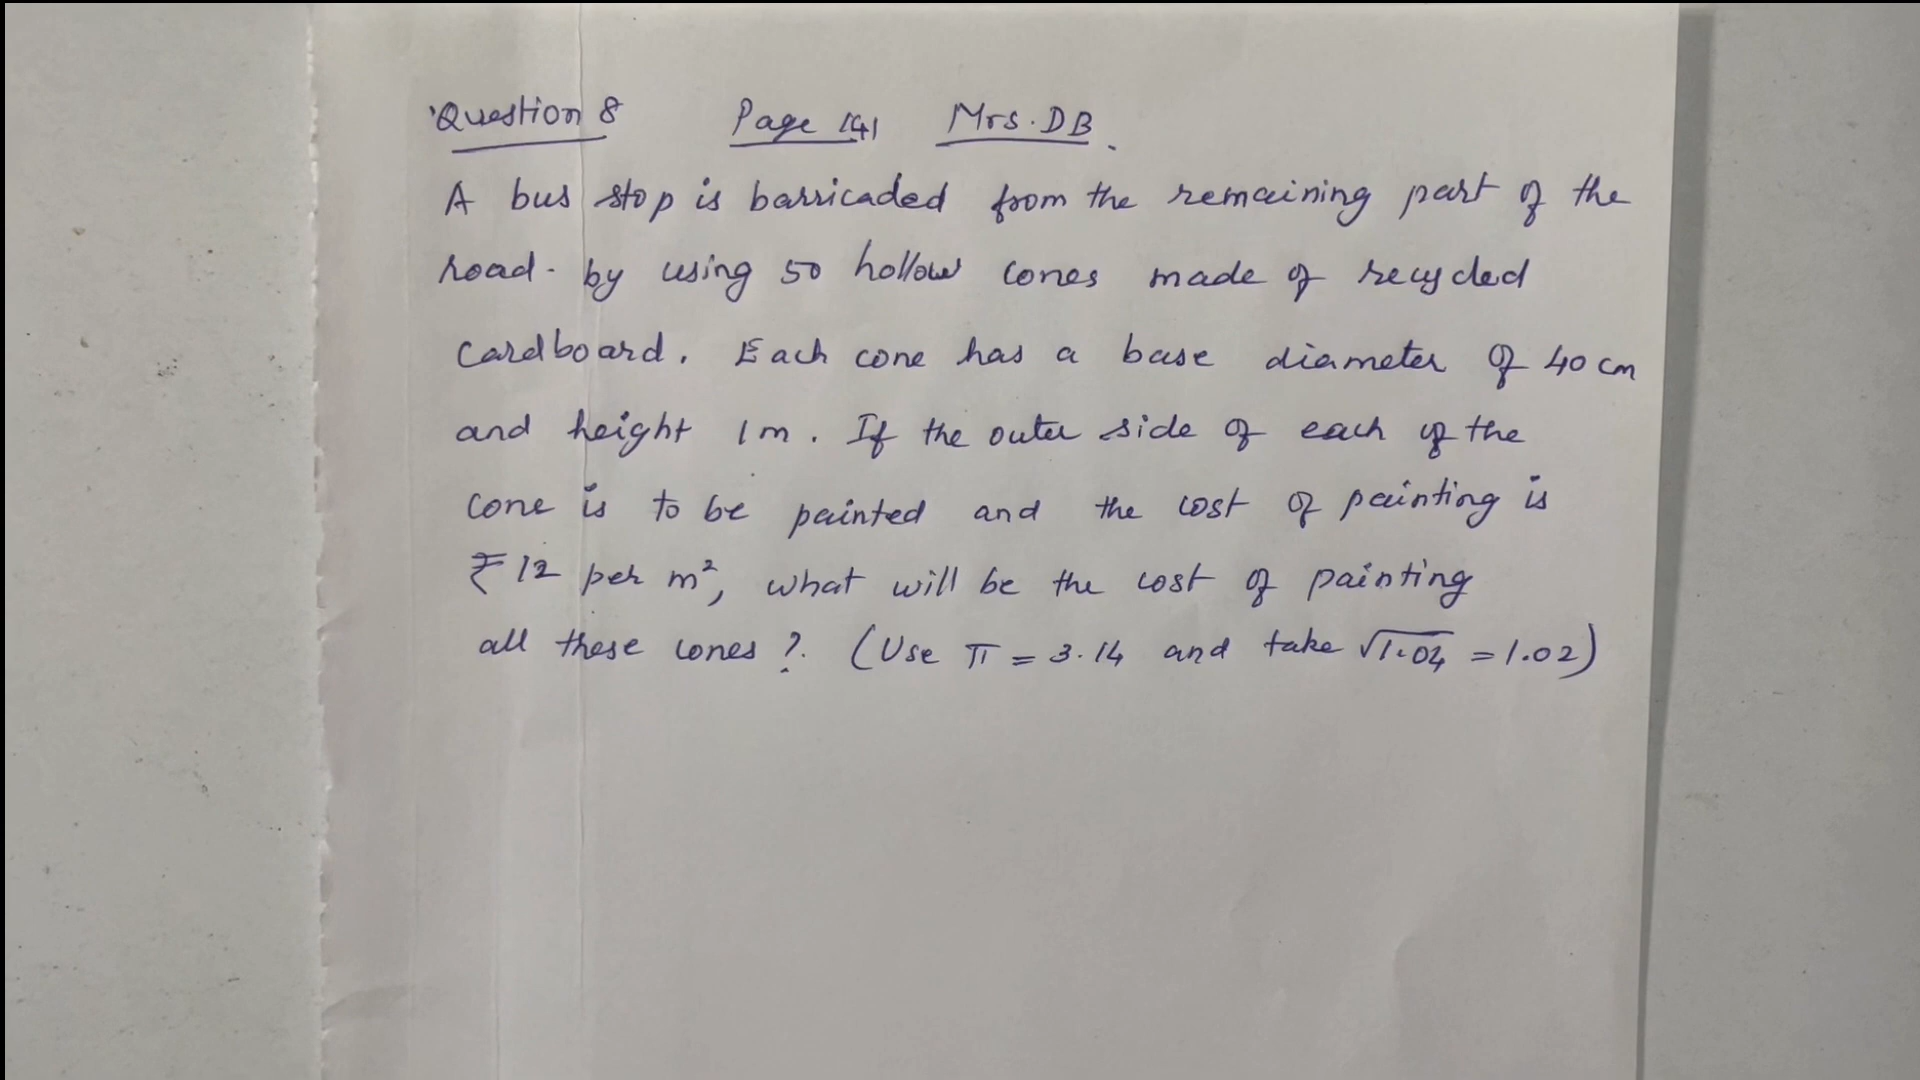 Question 8 Page 141 Mrs. DB.
A bus stop is barricaded from the remaining part of the
road. by using 50 hollow cones made of recycled
cardboard. Each cone has a base diameter of 40 cm
and height 1m. If the outer side of each of the
cone is to be painted and the cost of painting is
₹12 per m², what will be the cost of painting
all these cones? (Use π = 3.14 and take √1.04 = 1.02)